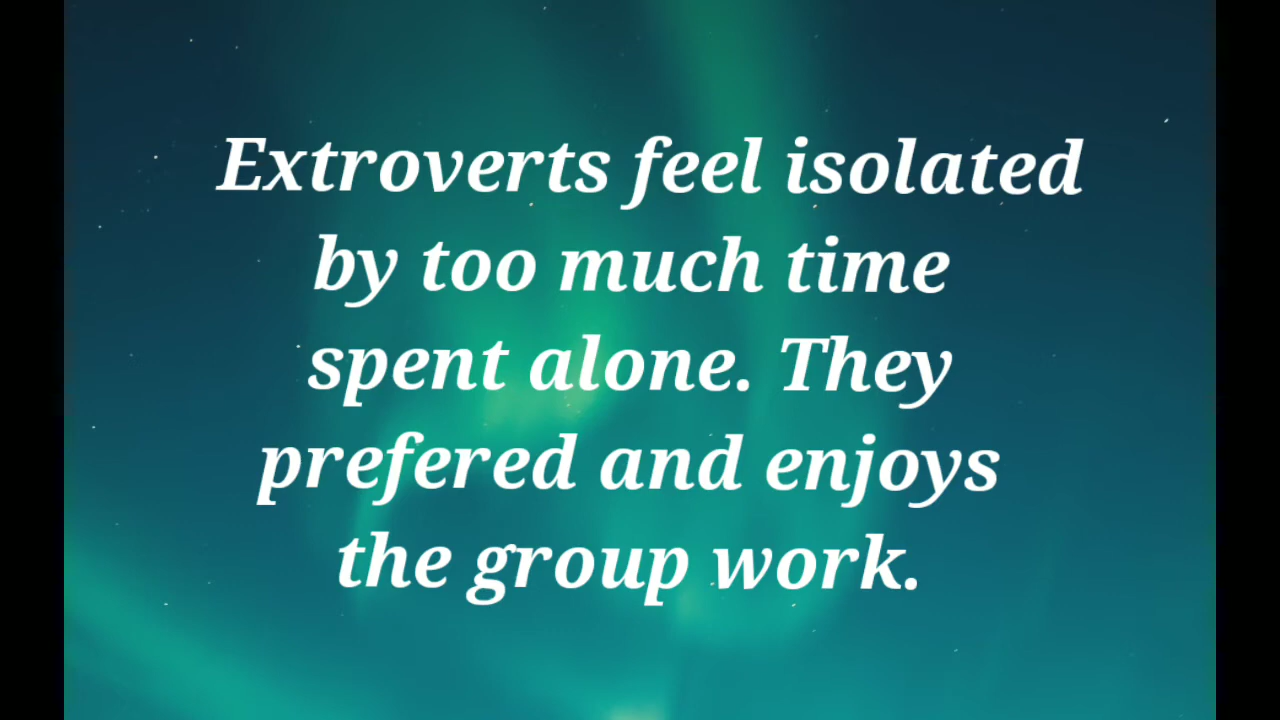 Extroverts feel isolated
by too much time
spent alone. They
prefered and enjoys
the group work.